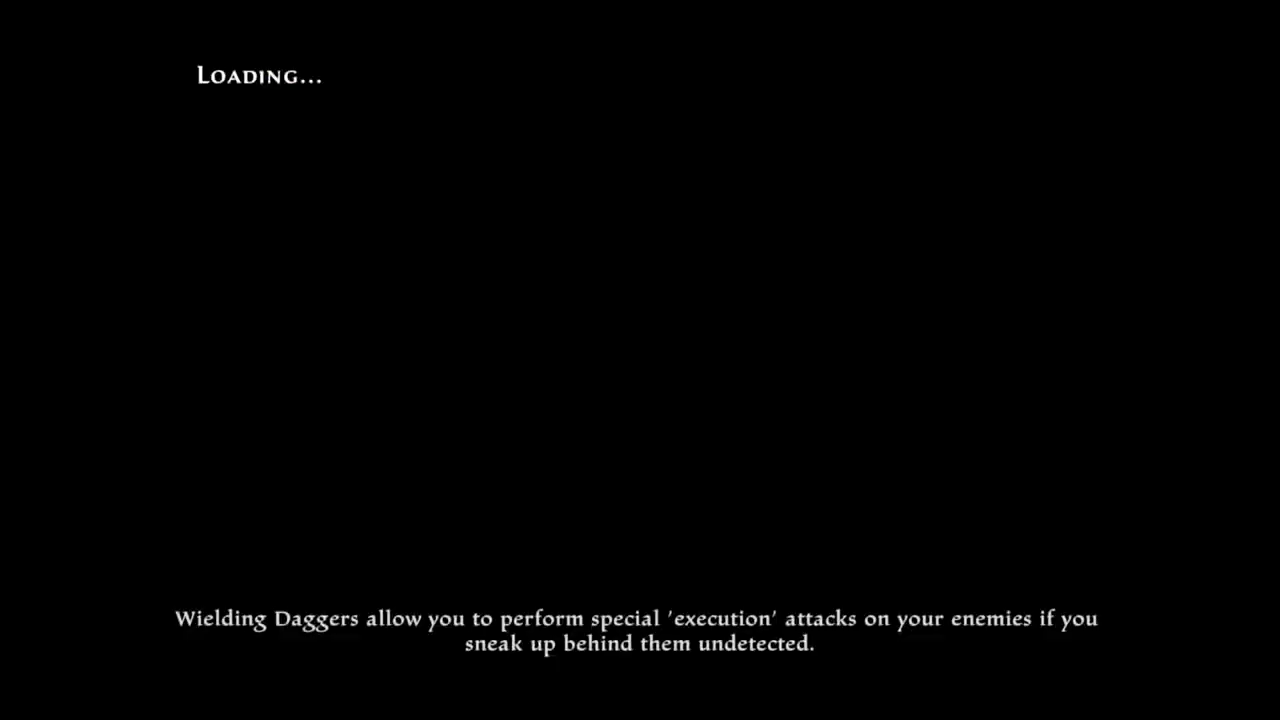 Loading...
Wielding Daggers allow you to perform special 'execution' attacks on your enemies if you
sneak up behind them undetected.